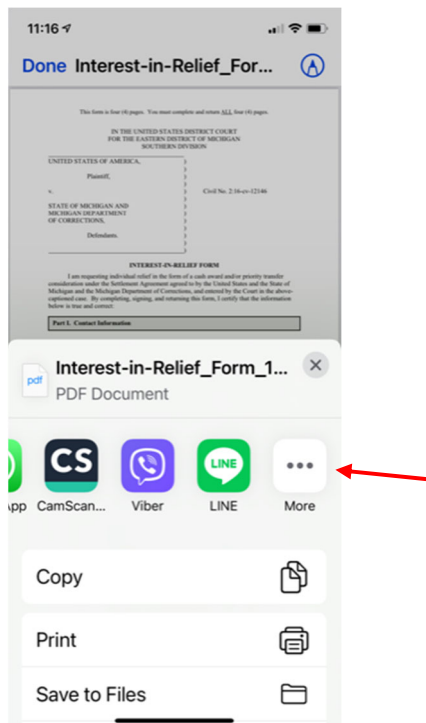 11:16
Done Interest-in-Relief_For...
This form is four (4) pages. You must complete and return ALL four (4) pages.
IN THE UNITED STATES DISTRICT COURT
FOR THE EASTERN DISTRICT OF MICHIGAN
SOUTHERN DIVISION
UNITED STATES OF AMERICA, )
Plaintiff, )
v. ) Civil No. 2:16-cv-12146
STATE OF MICHIGAN AND )
MICHIGAN DEPARTMENT )
OF CORRECTIONS, )
Defendants. )
INTEREST-IN-RELIEF FORM
I am requesting individual relief in the form of a cash award and/or priority transfer
consideration under the Settlement Agreement agreed to by the United States and the State of
Michigan and the Michigan Department of Corrections, and entered by the Court in the above-
captioned case. By completing, signing, and returning this form, I certify that the information
below is true and correct:
Part I. Contact Information
pdf
Interest-in-Relief_Form_1...
PDF Document
CS
LINE
App CamScan... Viber LINE More
Copy
Print
Save to Files